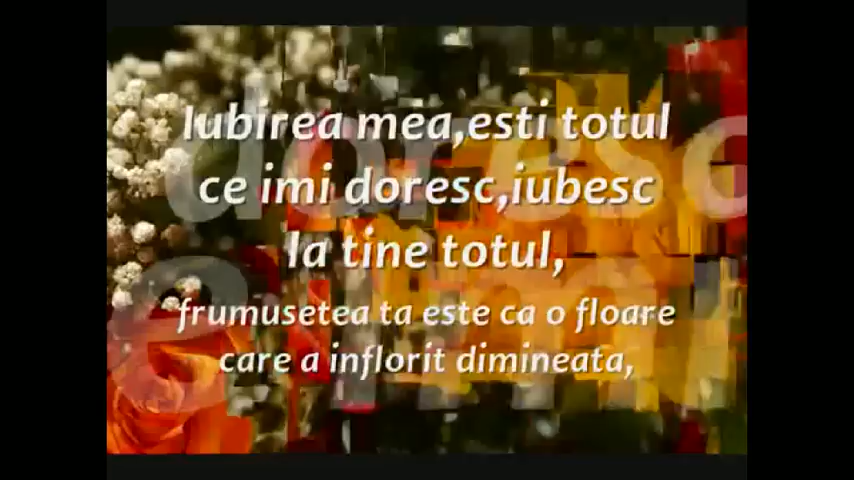 Iubirea mea,esti totul
ce imi doresc,iubesc
la tine totul,
frumusetea ta este ca o floare
care a inflorit dimineata,
doresc